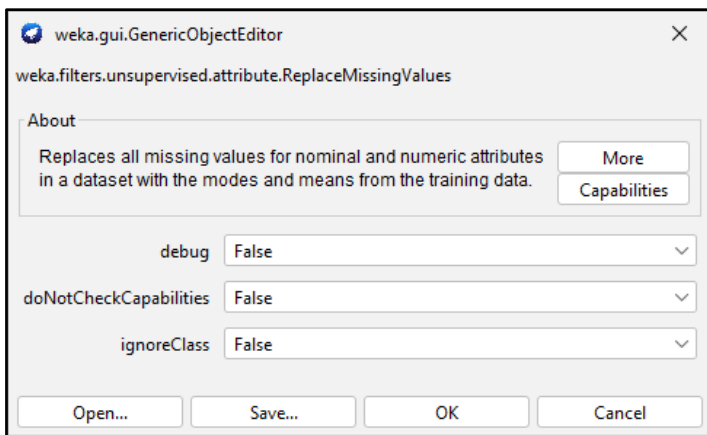 weka.gui.GenericObjectEditor
weka.filters.unsupervised.attribute.ReplaceMissingValues
About
Replaces all missing values for nominal and numeric attributes
in a dataset with the modes and means from the training data.
More
Capabilities
debug False
doNotCheckCapabilities False
ignoreClass False
Open... Save... OK Cancel